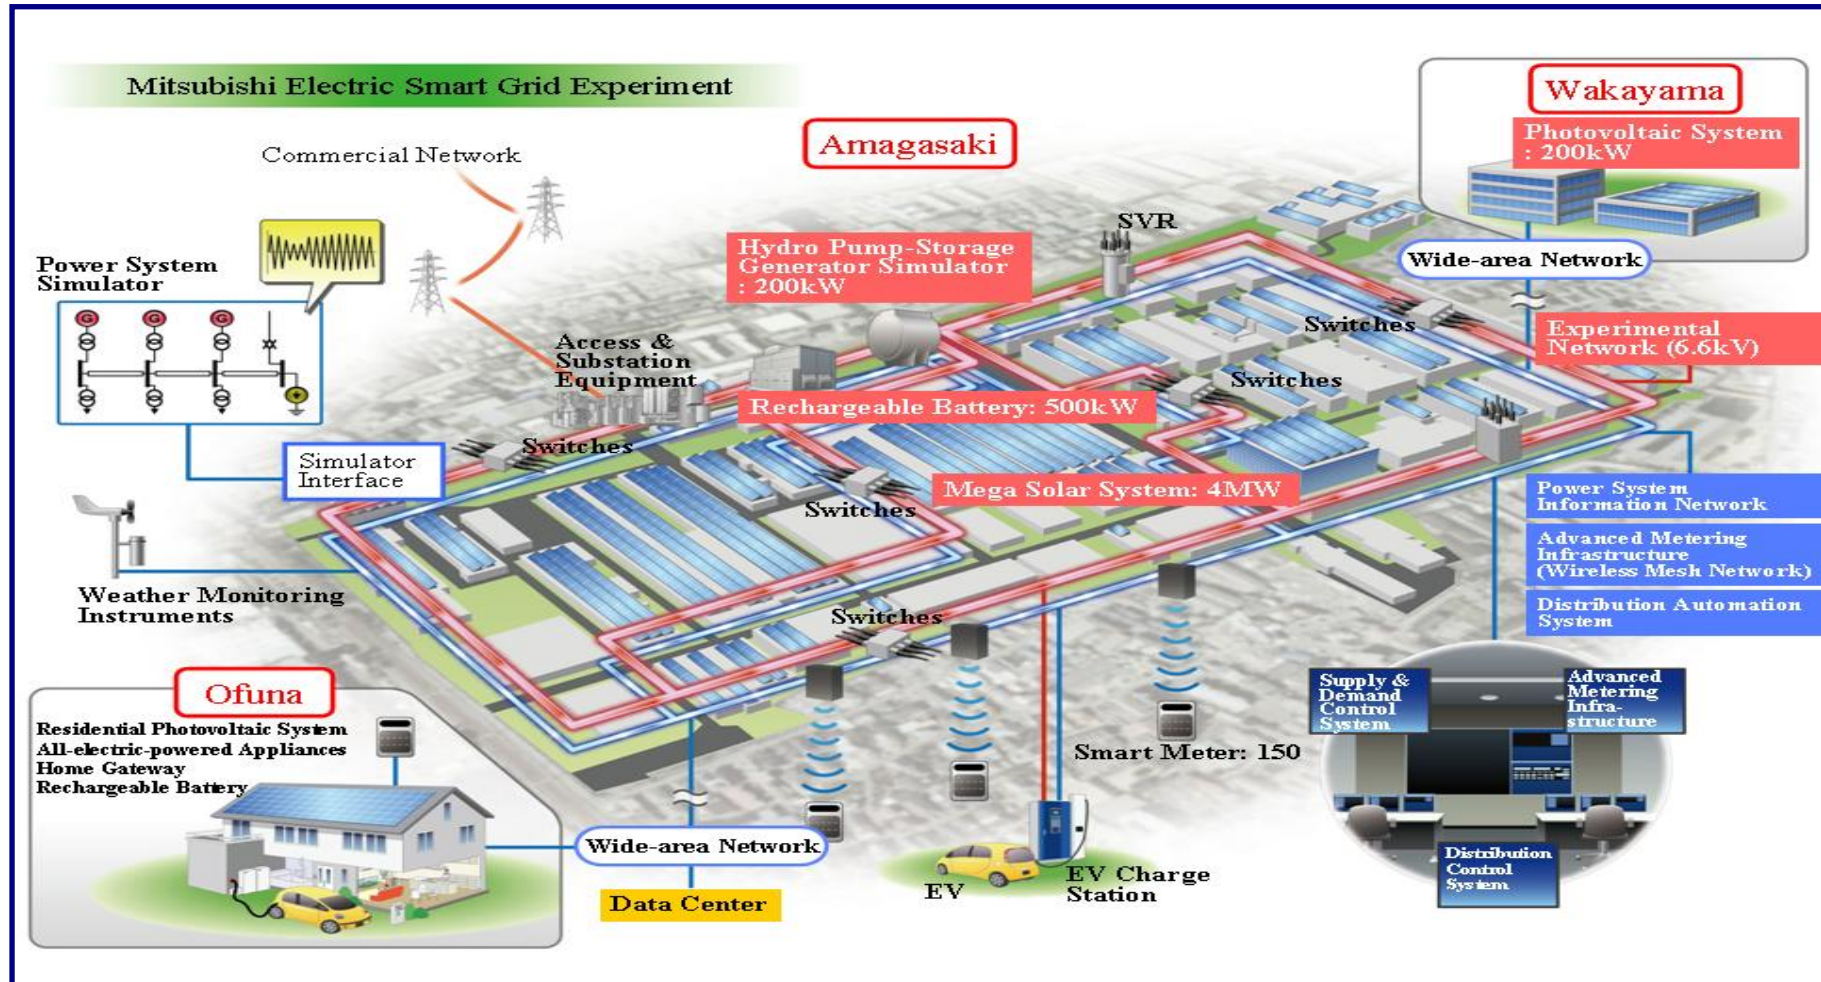 Mitsubishi Electric Smart Grid Experiment
Commercial Network
Amagasaki
Wakayama
Photovoltaic System
: 200kW
Wide-area Network
SVR
Hydro Pump-Storage
Generator Simulator
: 200kW
Power System
Simulator
G
G
G
Access &
Substation
Equipment
Switches
Experimental
Network (6.6kV)
Switches
Rechargeable Battery: 500kW
Switches
Simulator
Interface
Mega Solar System: 4MW
Switches
Power System
Information Network
Advanced Metering
Infrastructure
(Wireless Mesh Network)
Distribution Automation
System
Weather Monitoring
Instruments
Switches
Ofuna
Residential Photovoltaic System
All-electric-powered Appliances
Home Gateway
Rechargeable Battery
Smart Meter: 150
Supply &
Demand
Control
System
Advanced
Metering
Infra-
structure
Distribution
Control
System
Wide-area Network
Data Center
EV
EV Charge
Station